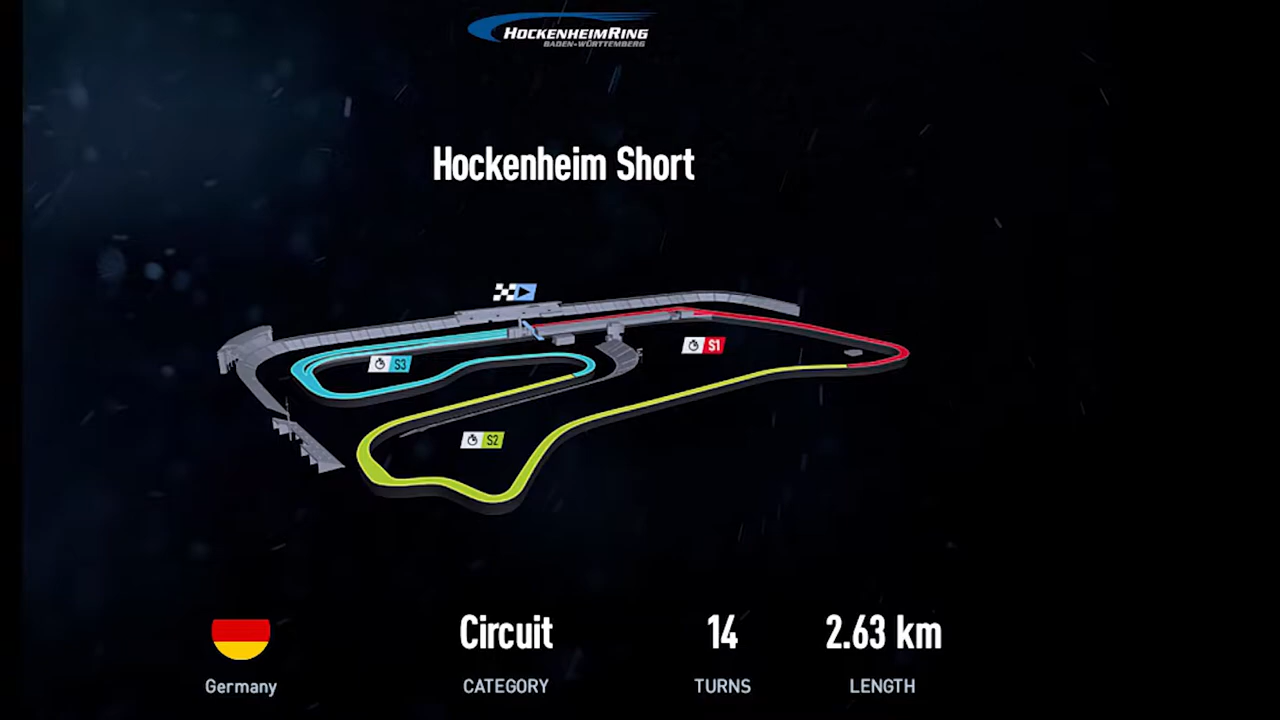 HOCKENHEIMRING
BADEN-WÜRTTEMBERG
Hockenheim Short
S1
S3
S2
Circuit
14
2.63 km
Germany
CATEGORY
TURNS
LENGTH